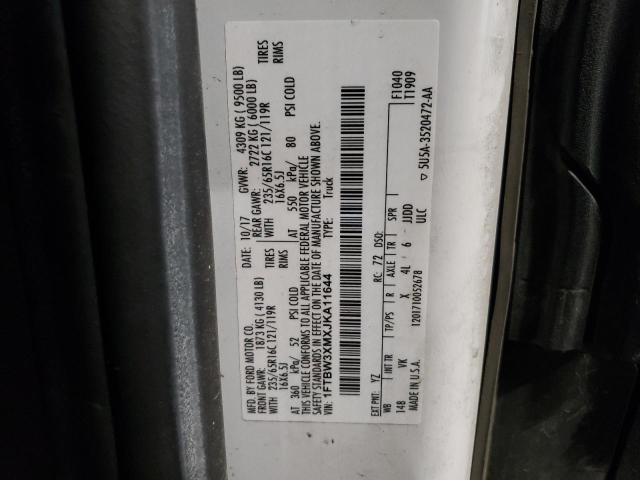 MFD. BY FORD MOTOR CO.
DATE: 10/17 GVWR: 4309 KG ( 9500 LB)
FRONT GAWR: 1873 KG ( 4130 LB) REAR GAWR: 2722 KG ( 6000 LB)
WITH 235/65R16C 121/119R TIRES WITH 235/65R16C 121/119R TIRES
16X6.5J RIMS 16X6.5J RIMS
AT 360 kPa/ 52 PSI COLD AT 550 kPa/ 80 PSI COLD
THIS VEHICLE CONFORMS TO ALL APPLICABLE FEDERAL MOTOR VEHICLE
SAFETY STANDARDS IN EFFECT ON THE DATE OF MANUFACTURE SHOWN ABOVE.
VIN: 1FTBW3XMXJKA11644 TYPE: Truck
EXT PNT: YZ RC: 72 DSO: F1040
T1909
WB INT TR TP/PS R AXLE TR SPR
148 VK X 4L 6 JJDD
ULC
MADE IN U.S.A. 1201710052678 5U5A-3520472-AA